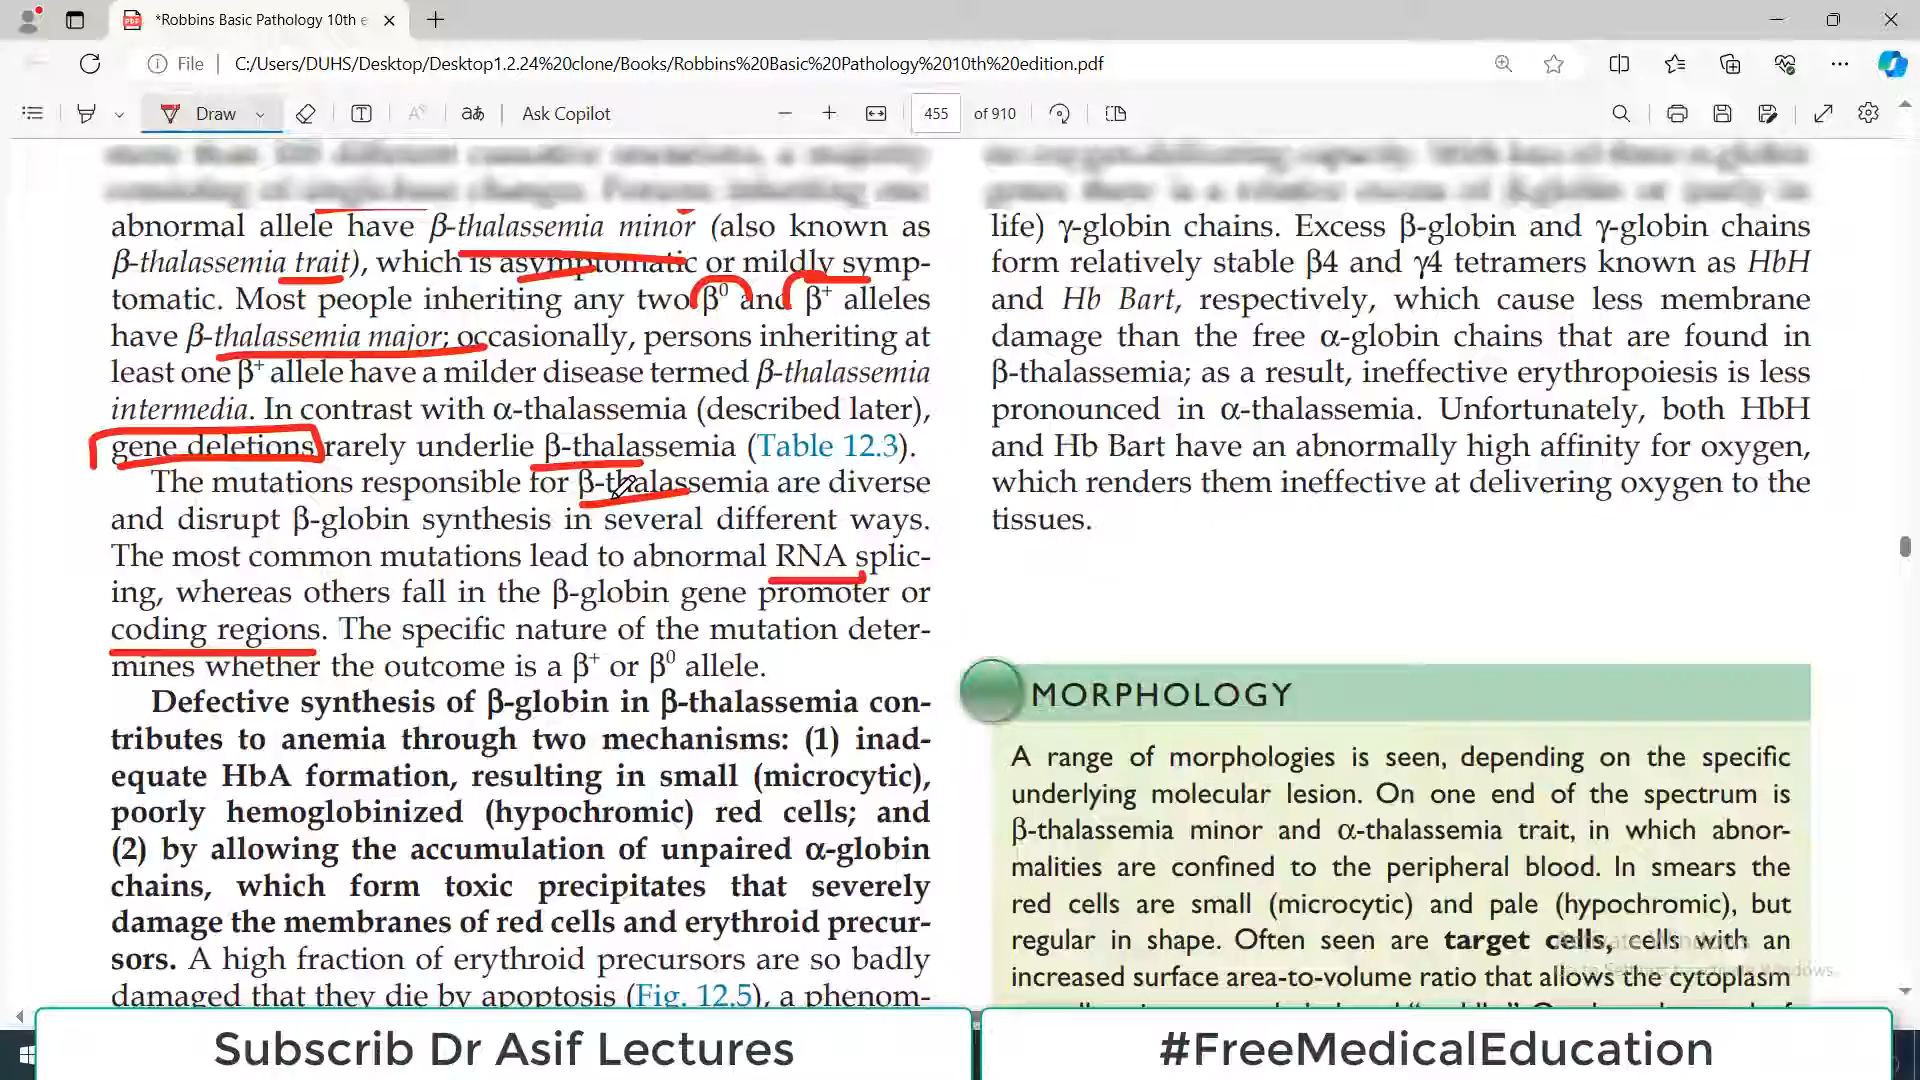 *Robbins Basic Pathology 10th e
File
C:/Users/DUHS/Desktop/Desktop1.2.24%20clone/Books/Robbins%20Basic%20Pathology%2010th%20edition.pdf
Draw
Ask Copilot
455 of 910
abnormal allele have β-thalassemia minor (also known as
β-thalassemia trait), which is asymptomatic or mildly symp-
tomatic. Most people inheriting any two β⁰ and β⁺ alleles
have β-thalassemia major; occasionally, persons inheriting at
least one β⁺ allele have a milder disease termed β-thalassemia
intermedia. In contrast with α-thalassemia (described later),
gene deletions rarely underlie β-thalassemia (Table 12.3).
The mutations responsible for β-thalassemia are diverse
and disrupt β-globin synthesis in several different ways.
The most common mutations lead to abnormal RNA splic-
ing, whereas others fall in the β-globin gene promoter or
coding regions. The specific nature of the mutation deter-
mines whether the outcome is a β⁺ or β⁰ allele.
Defective synthesis of β-globin in β-thalassemia con-
tributes to anemia through two mechanisms: (1) inad-
equate HbA formation, resulting in small (microcytic),
poorly hemoglobinized (hypochromic) red cells; and
(2) by allowing the accumulation of unpaired α-globin
chains, which form toxic precipitates that severely
damage the membranes of red cells and erythroid precur-
sors. A high fraction of erythroid precursors are so badly
damaged that they die by apoptosis (Fig. 12.5), a phenom-
life) γ-globin chains. Excess β-globin and γ-globin chains
form relatively stable β4 and γ4 tetramers known as HbH
and Hb Bart, respectively, which cause less membrane
damage than the free α-globin chains that are found in
β-thalassemia; as a result, ineffective erythropoiesis is less
pronounced in α-thalassemia. Unfortunately, both HbH
and Hb Bart have an abnormally high affinity for oxygen,
which renders them ineffective at delivering oxygen to the
tissues.
MORPHOLOGY
A range of morphologies is seen, depending on the specific
underlying molecular lesion. On one end of the spectrum is
β-thalassemia minor and α-thalassemia trait, in which abnor-
malities are confined to the peripheral blood. In smears the
red cells are small (microcytic) and pale (hypochromic), but
regular in shape. Often seen are target cells, cells with an
increased surface area-to-volume ratio that allows the cytoplasm
Subscrib Dr Asif Lectures
#FreeMedicalEducation